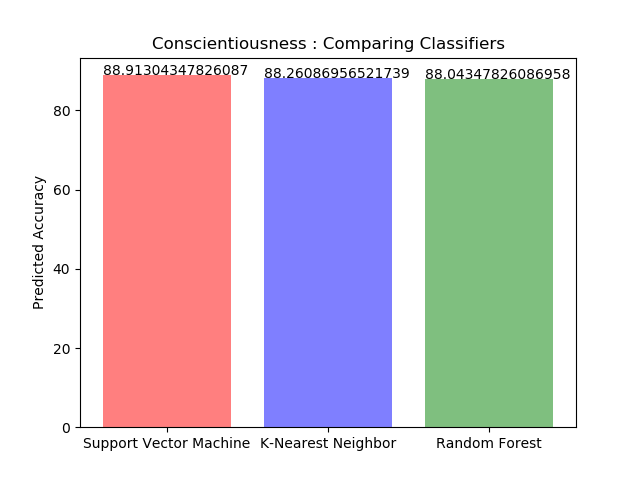 Conscientiousness : Comparing Classifiers
88.91304347826087
88.26086956521739
88.04347826086958
80
60
40
20
0
Predicted Accuracy
Support Vector Machine
K-Nearest Neighbor
Random Forest